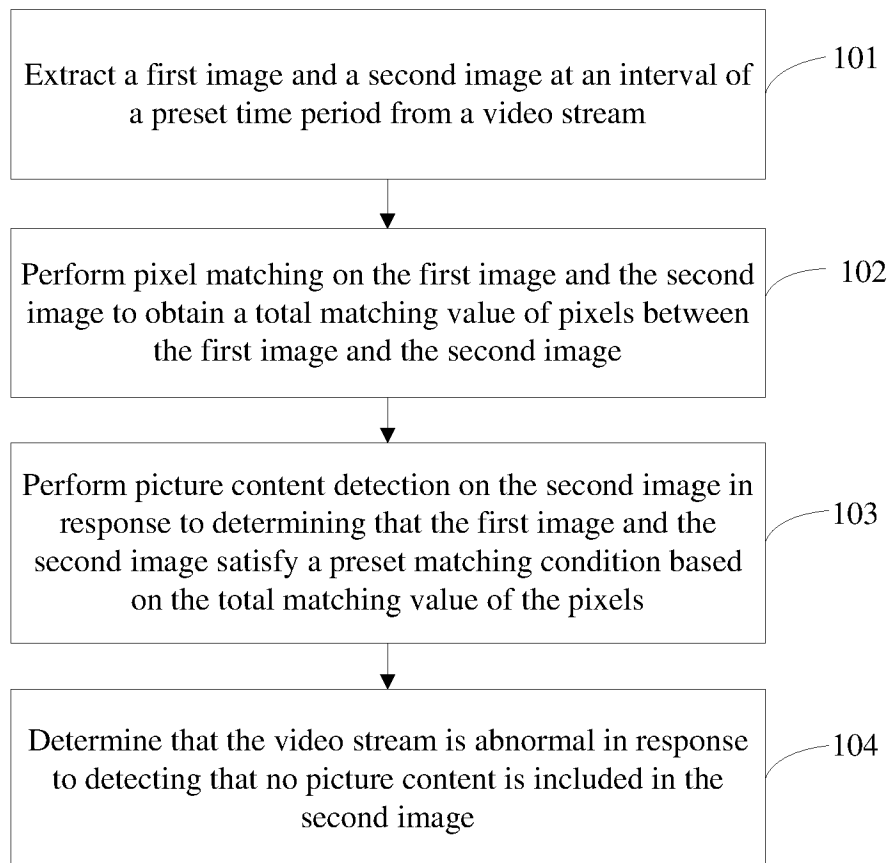 Extract a first image and a second image at an interval of
a preset time period from a video stream
101
Perform pixel matching on the first image and the second
image to obtain a total matching value of pixels between
the first image and the second image
102
Perform picture content detection on the second image in
response to determining that the first image and the
second image satisfy a preset matching condition based
on the total matching value of the pixels
103
Determine that the video stream is abnormal in response
to detecting that no picture content is included in the
second image
104